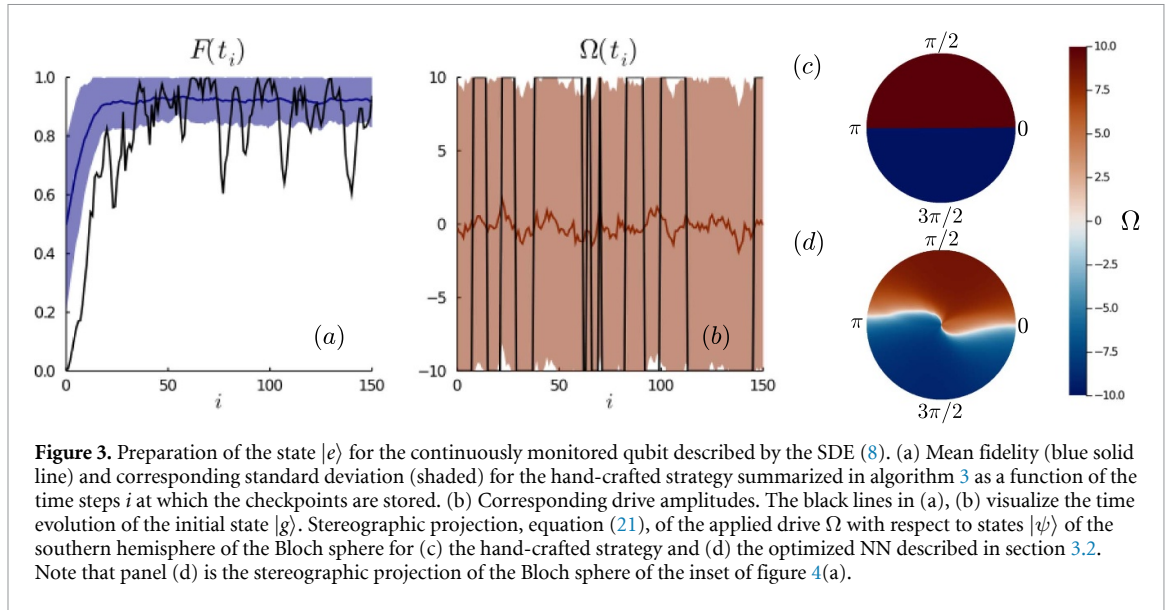 F(t_i)
1.0
0.8
0.6
0.4
0.2
0.0
0
50
100
150
i
(a)
Ω(t_i)
10
5
0
−5
−10
0
50
100
150
i
(b)
(c)
π/2
π
0
3π/2
(d)
π/2
π
0
3π/2
10.0
7.5
5.0
2.5
0
−2.5
−5.0
−7.5
−10.0
Ω
Figure 3. Preparation of the state |e⟩ for the continuously monitored qubit described by the SDE (8). (a) Mean fidelity (blue solid
line) and corresponding standard deviation (shaded) for the hand-crafted strategy summarized in algorithm 3 as a function of the
time steps i at which the checkpoints are stored. (b) Corresponding drive amplitudes. The black lines in (a), (b) visualize the time
evolution of the initial state |g⟩. Stereographic projection, equation (21), of the applied drive Ω with respect to states |ψ⟩ of the
southern hemisphere of the Bloch sphere for (c) the hand-crafted strategy and (d) the optimized NN described in section 3.2.
Note that panel (d) is the stereographic projection of the Bloch sphere of the inset of figure 4(a).